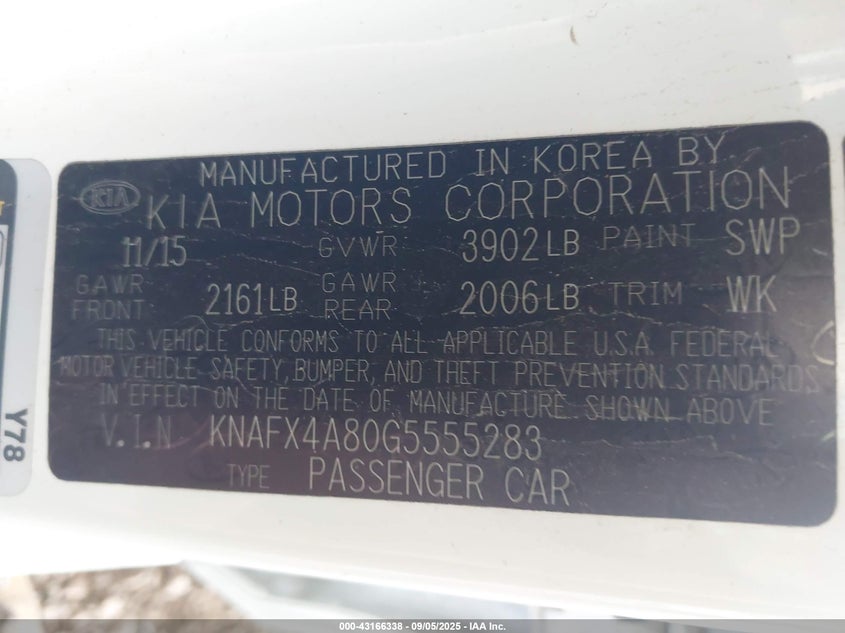 MANUFACTURED IN KOREA BY
KIA KIA MOTORS CORPORATION
11/15 GVWR 3902LB PAINT SWP
GAWR FRONT 2161LB GAWR REAR 2006LB TRIM WK
THIS VEHICLE CONFORMS TO ALL APPLICABLE U.S.A. FEDERAL
MOTOR VEHICLE SAFETY, BUMPER, AND THEFT PREVENTION STANDARDS
IN EFFECT ON THE DATE OF MANUFACTURE SHOWN ABOVE
V.I.N KNAFX4A80G5555283
TYPE PASSENGER CAR
Y78
000-43166338 - 09/05/2025 - IAA Inc.